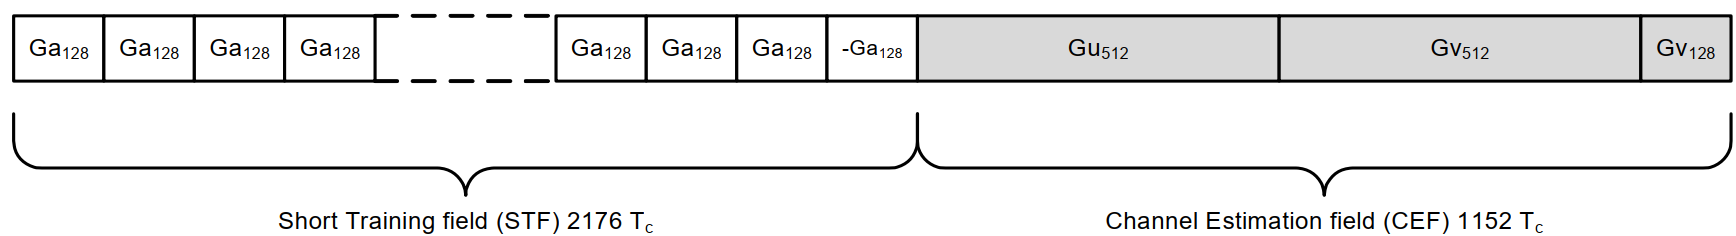 Ga128 Ga128 Ga128 Ga128 Ga128 Ga128 Ga128 -Ga128 Gu512 Gv512 Gv128
Short Training field (STF) 2176 Tc Channel Estimation field (CEF) 1152 Tc